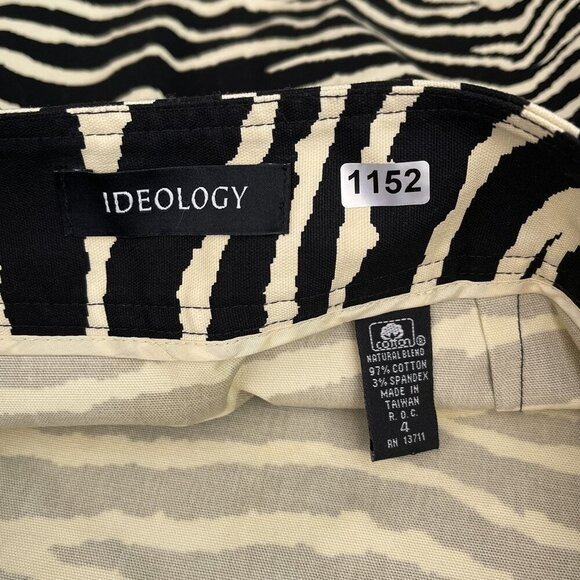 IDEOLOGY
1152
cotton ®
NATURAL BLEND
97% COTTON
3% SPANDEX
MADE IN
TAIWAN
R. O. C.
4
RN 13711